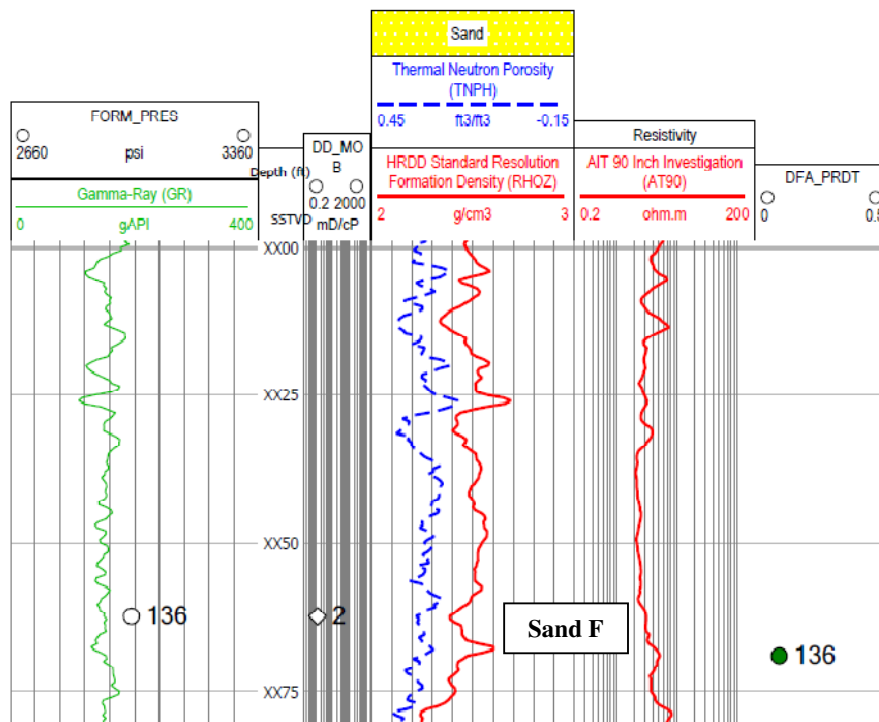 Sand
Thermal Neutron Porosity
(TNPH)
0.45 ft3/ft3 -0.15
HRDD Standard Resolution
Formation Density (RHOZ)
2 g/cm3 3
FORM_PRES
2660 psi 3360
Gamma-Ray (GR)
0 gAPI 400
Depth (ft)
SSTVD
DD_MO
B
0.2 2000
mD/cP
Resistivity
AIT 90 Inch Investigation
(AT90)
0.2 ohm.m 200
DFA_PRDT
0 0.5
XX00
XX25
XX50
136
2
Sand F
136
XX75